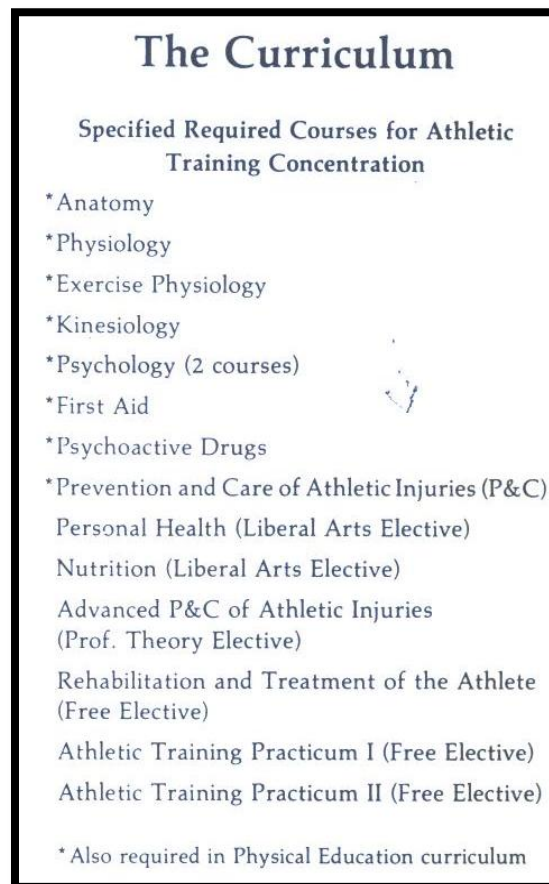 The Curriculum
Specified Required Courses for Athletic
Training Concentration
*Anatomy
*Physiology
*Exercise Physiology
*Kinesiology
*Psychology (2 courses)
*First Aid
*Psychoactive Drugs
*Prevention and Care of Athletic Injuries (P&C)
Personal Health (Liberal Arts Elective)
Nutrition (Liberal Arts Elective)
Advanced P&C of Athletic Injuries
(Prof. Theory Elective)
Rehabilitation and Treatment of the Athlete
(Free Elective)
Athletic Training Practicum I (Free Elective)
Athletic Training Practicum II (Free Elective)
*Also required in Physical Education curriculum